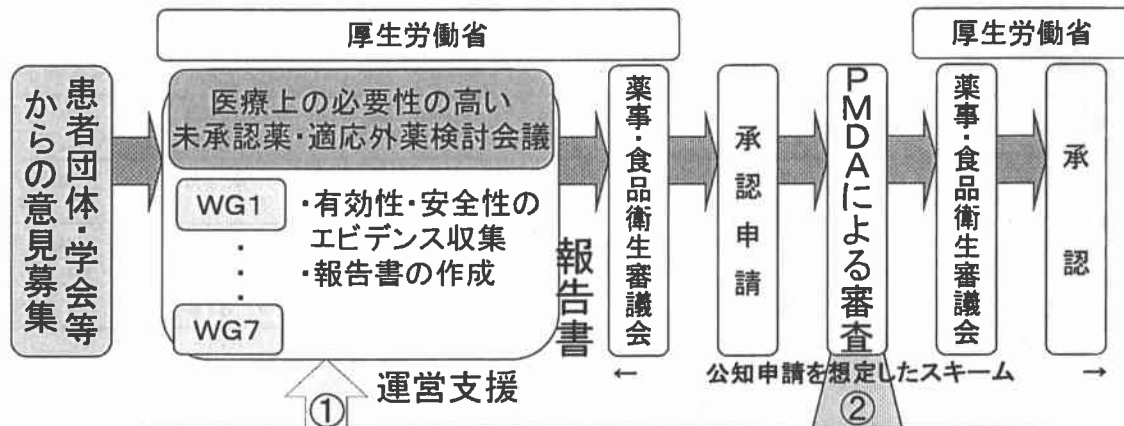 厚生労働省
厚生労働省
患者団体・学会等
からの意見募集
医療上の必要性の高い
未承認薬・適応外薬検討会議
WG1
・
・
・
WG7
・有効性・安全性の
エビデンス収集
・報告書の作成
報告書
薬事・食品衛生審議会
承認申請
PMDAによる審査
薬事・食品衛生審議会
承認
← 公知申請を想定したスキーム →
① 運営支援
②